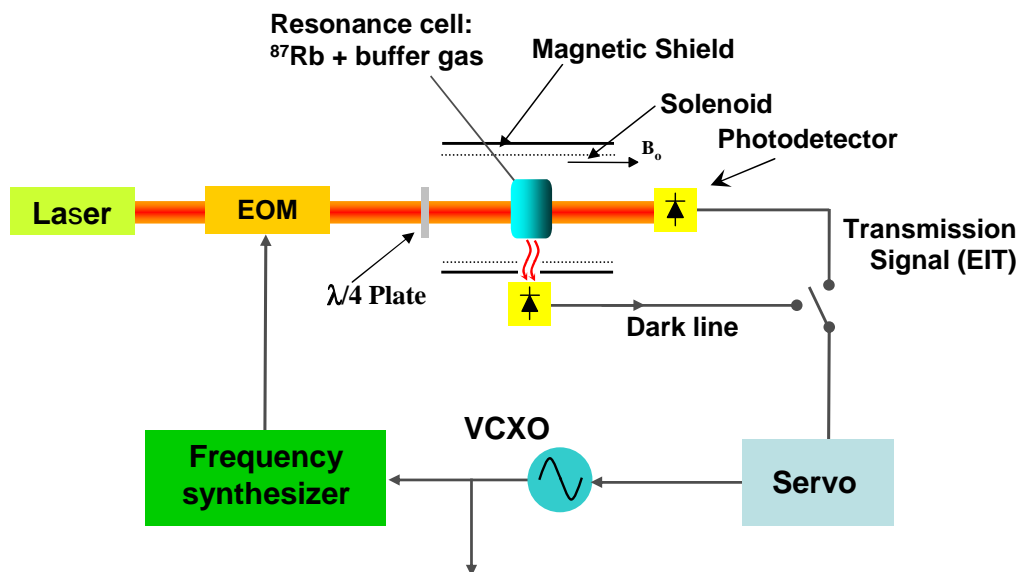 Resonance cell:
⁸⁷Rb + buffer gas
Magnetic Shield
Solenoid
Photodetector
Bₒ
Laser
EOM
Transmission
Signal (EIT)
λ/4 Plate
Dark line
VCXO
Frequency
synthesizer
Servo